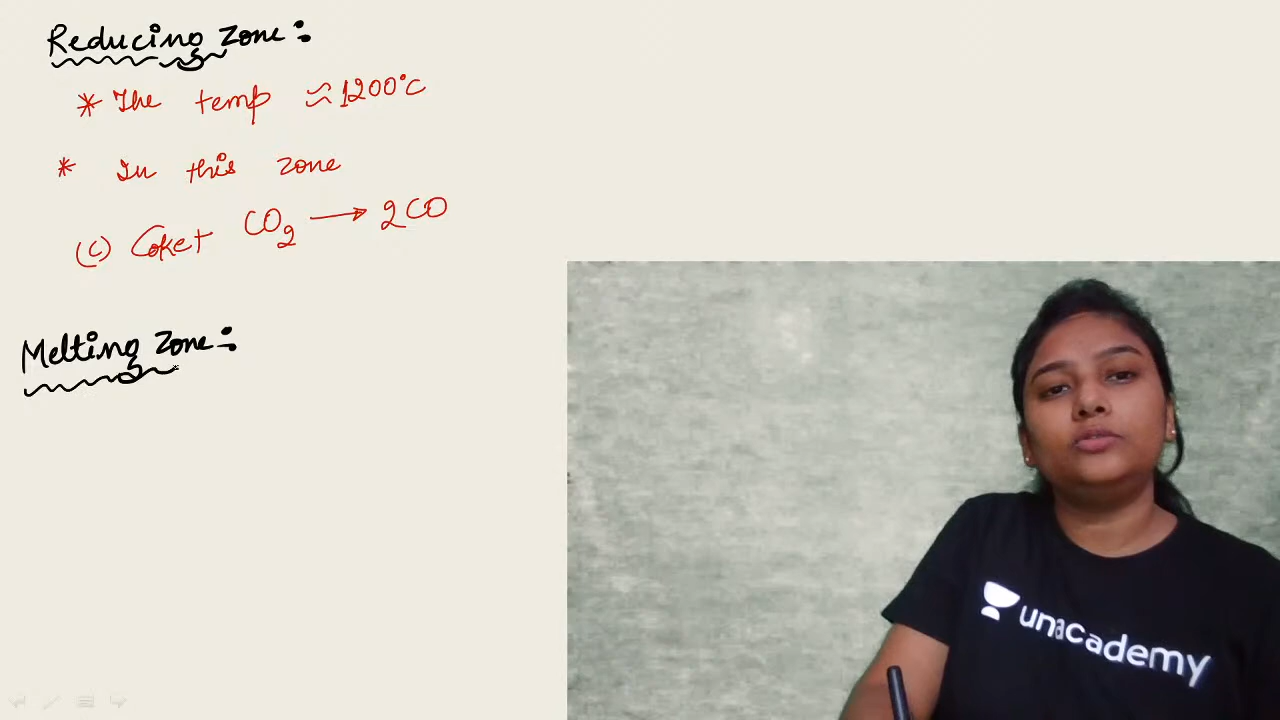 Reducing zone:
* The temp ≈1200°C
* In this zone
(C) Coke+ CO₂ → 2CO
Melting Zone:
unacademy